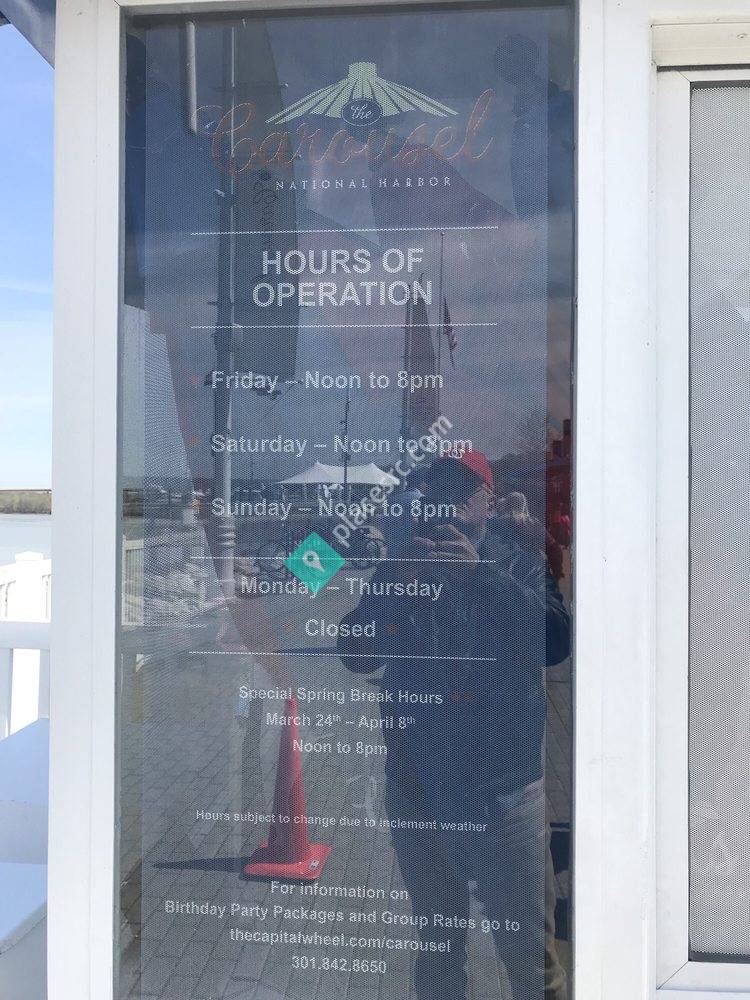 the
Carousel
NATIONAL HARBOR
HOURS OF
OPERATION
Friday – Noon to 8pm
Saturday – Noon to 8pm
Sunday – Noon to 8pm
planesrc.com
Monday – Thursday
Closed
Special Spring Break Hours
March 24th – April 8th
Noon to 8pm
Hours subject to change due to inclement weather
For information on
Birthday Party Packages and Group Rates go to
thecapitalwheel.com/carousel
301.842.8650